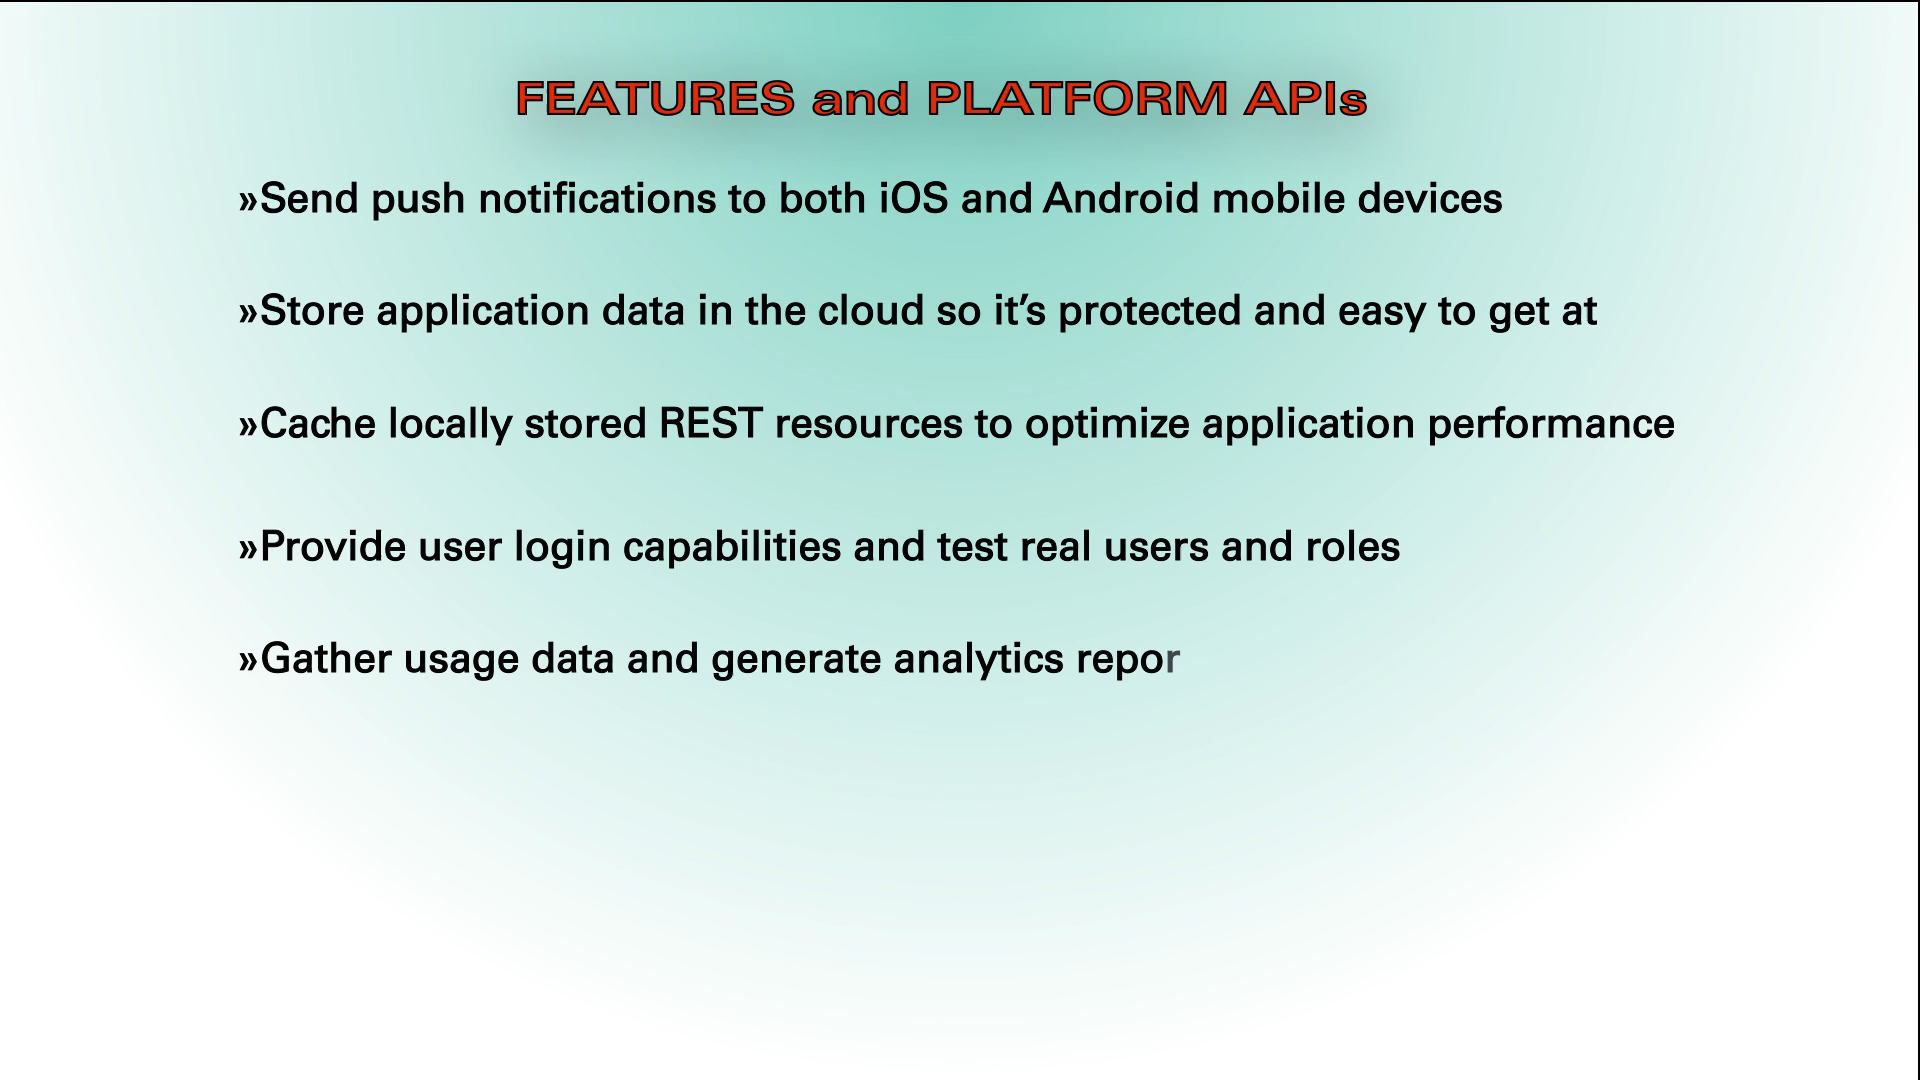 FEATURES and PLATFORM APIs
»Send push notifications to both iOS and Android mobile devices
»Store application data in the cloud so it’s protected and easy to get at
»Cache locally stored REST resources to optimize application performance
»Provide user login capabilities and test real users and roles
»Gather usage data and generate analytics repor